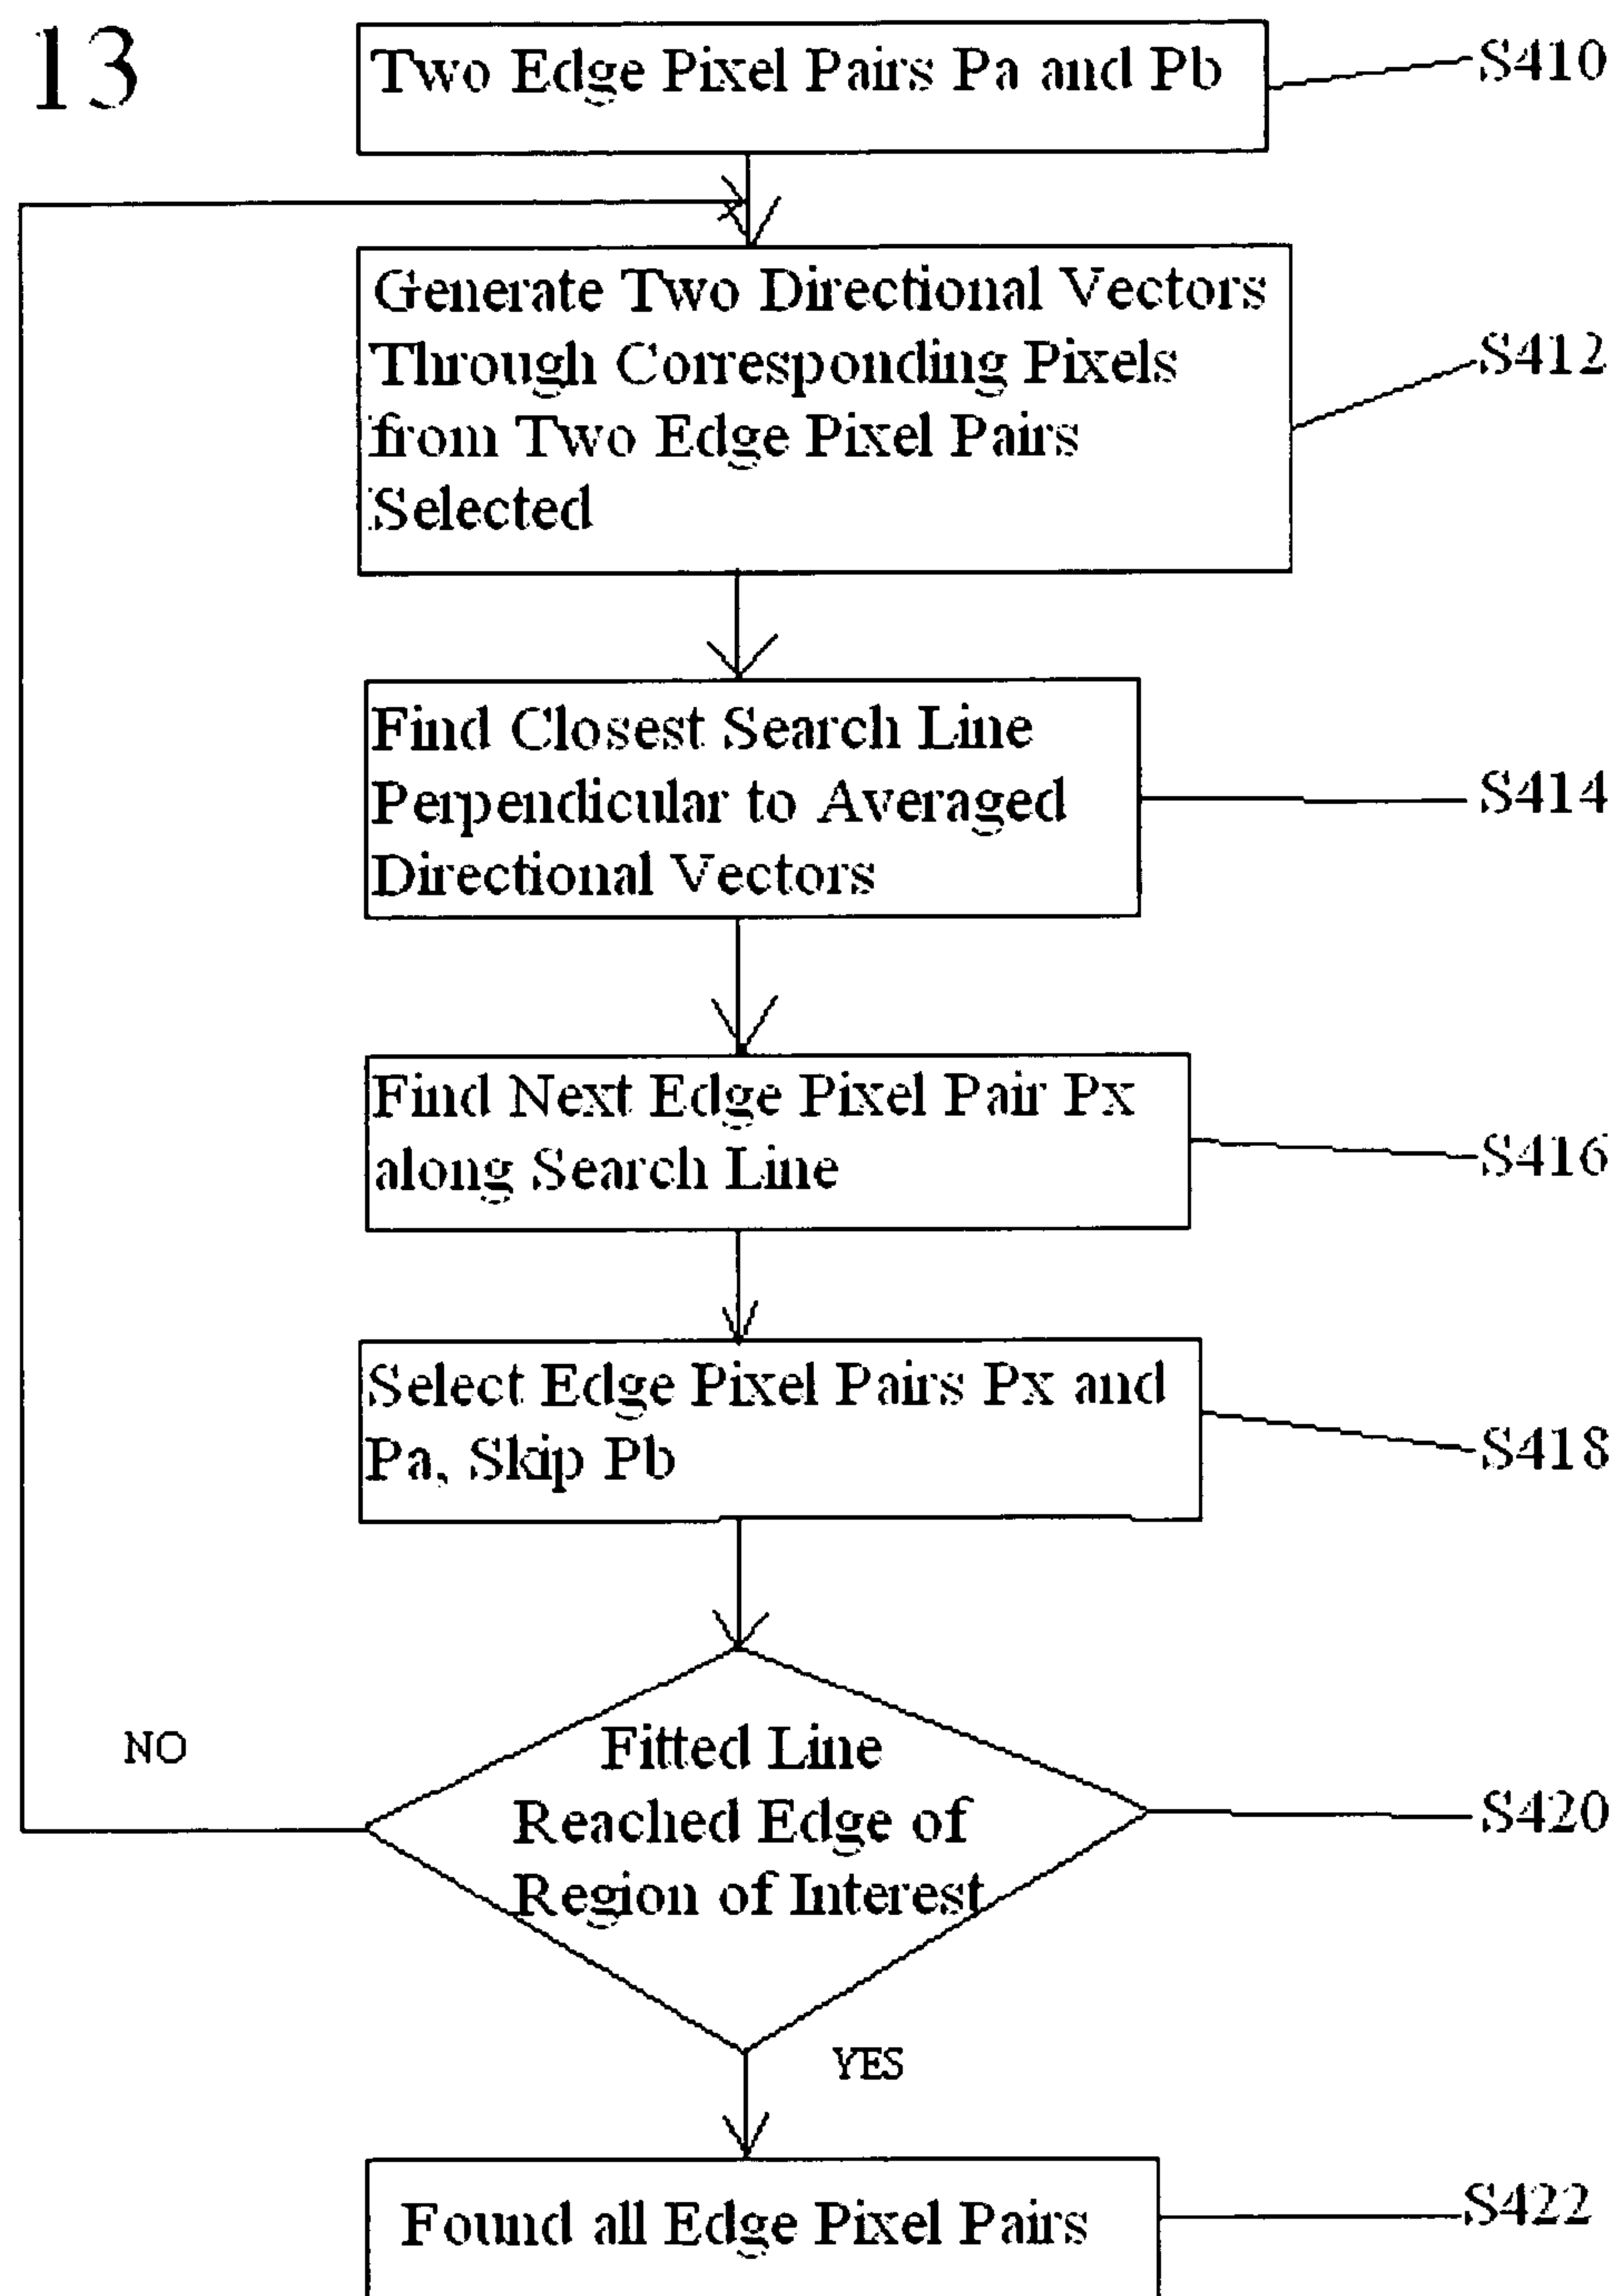 13
Two Edge Pixel Pairs Pa and Pb
S410
Generate Two Directional Vectors
Through Corresponding Pixels
from Two Edge Pixel Pairs
Selected
S412
Find Closest Search Line
Perpendicular to Averaged
Directional Vectors
S414
Find Next Edge Pixel Pair Px
along Search Line
S416
Select Edge Pixel Pairs Px and
Pa, Skip Pb
S418
NO
Fitted Line
Reached Edge of
Region of Interest
S420
YES
Found all Edge Pixel Pairs
S422